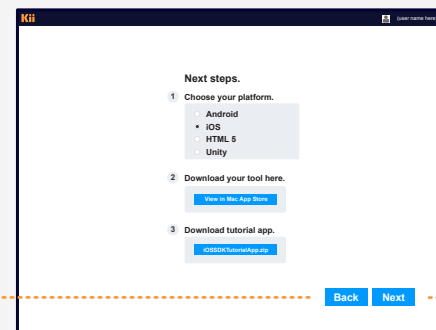 Kii
(user name here
Next steps.
1 Choose your platform.
Android
iOS
HTML 5
Unity
2 Download your tool here.
View in Mac App Store
3 Download tutorial app.
iOSSDKTutorialApp.zip
Back Next